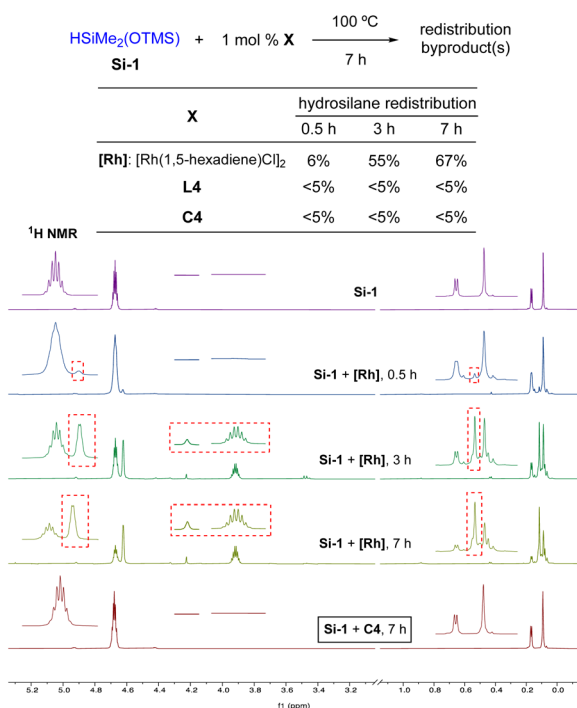 HSiMe2(OTMS) + 1 mol % X 100 ºC redistribution
Si-1 7 h byproduct(s)
X hydrosilane redistribution
0.5 h 3 h 7 h
[Rh]: [Rh(1,5-hexadiene)Cl]2 6% 55% 67%
L4 <5% <5% <5%
C4 <5% <5% <5%
1H NMR
Si-1
Si-1 + [Rh], 0.5 h
Si-1 + [Rh], 3 h
Si-1 + [Rh], 7 h
Si-1 + C4, 7 h
5.2 5.0 4.8 4.6 4.4 4.2 4.0 3.8 3.6 3.4 3.2 1.0 0.8 0.6 0.4 0.2 0.0
f1 (ppm)